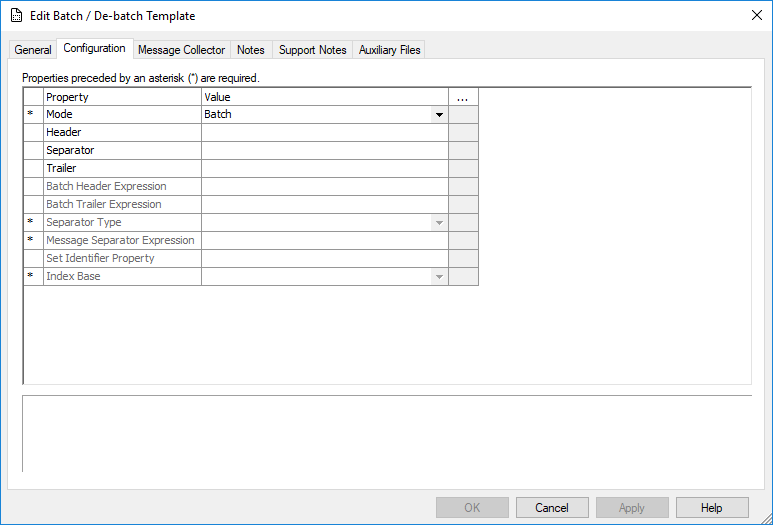 Edit Batch / De-batch Template
General Configuration Message Collector Notes Support Notes Auxiliary Files
Properties preceded by an asterisk (*) are required.
Property Value ...
* Mode Batch
Header
Separator
Trailer
Batch Header Expression
Batch Trailer Expression
* Separator Type
* Message Separator Expression
Set Identifier Property
* Index Base
OK Cancel Apply Help